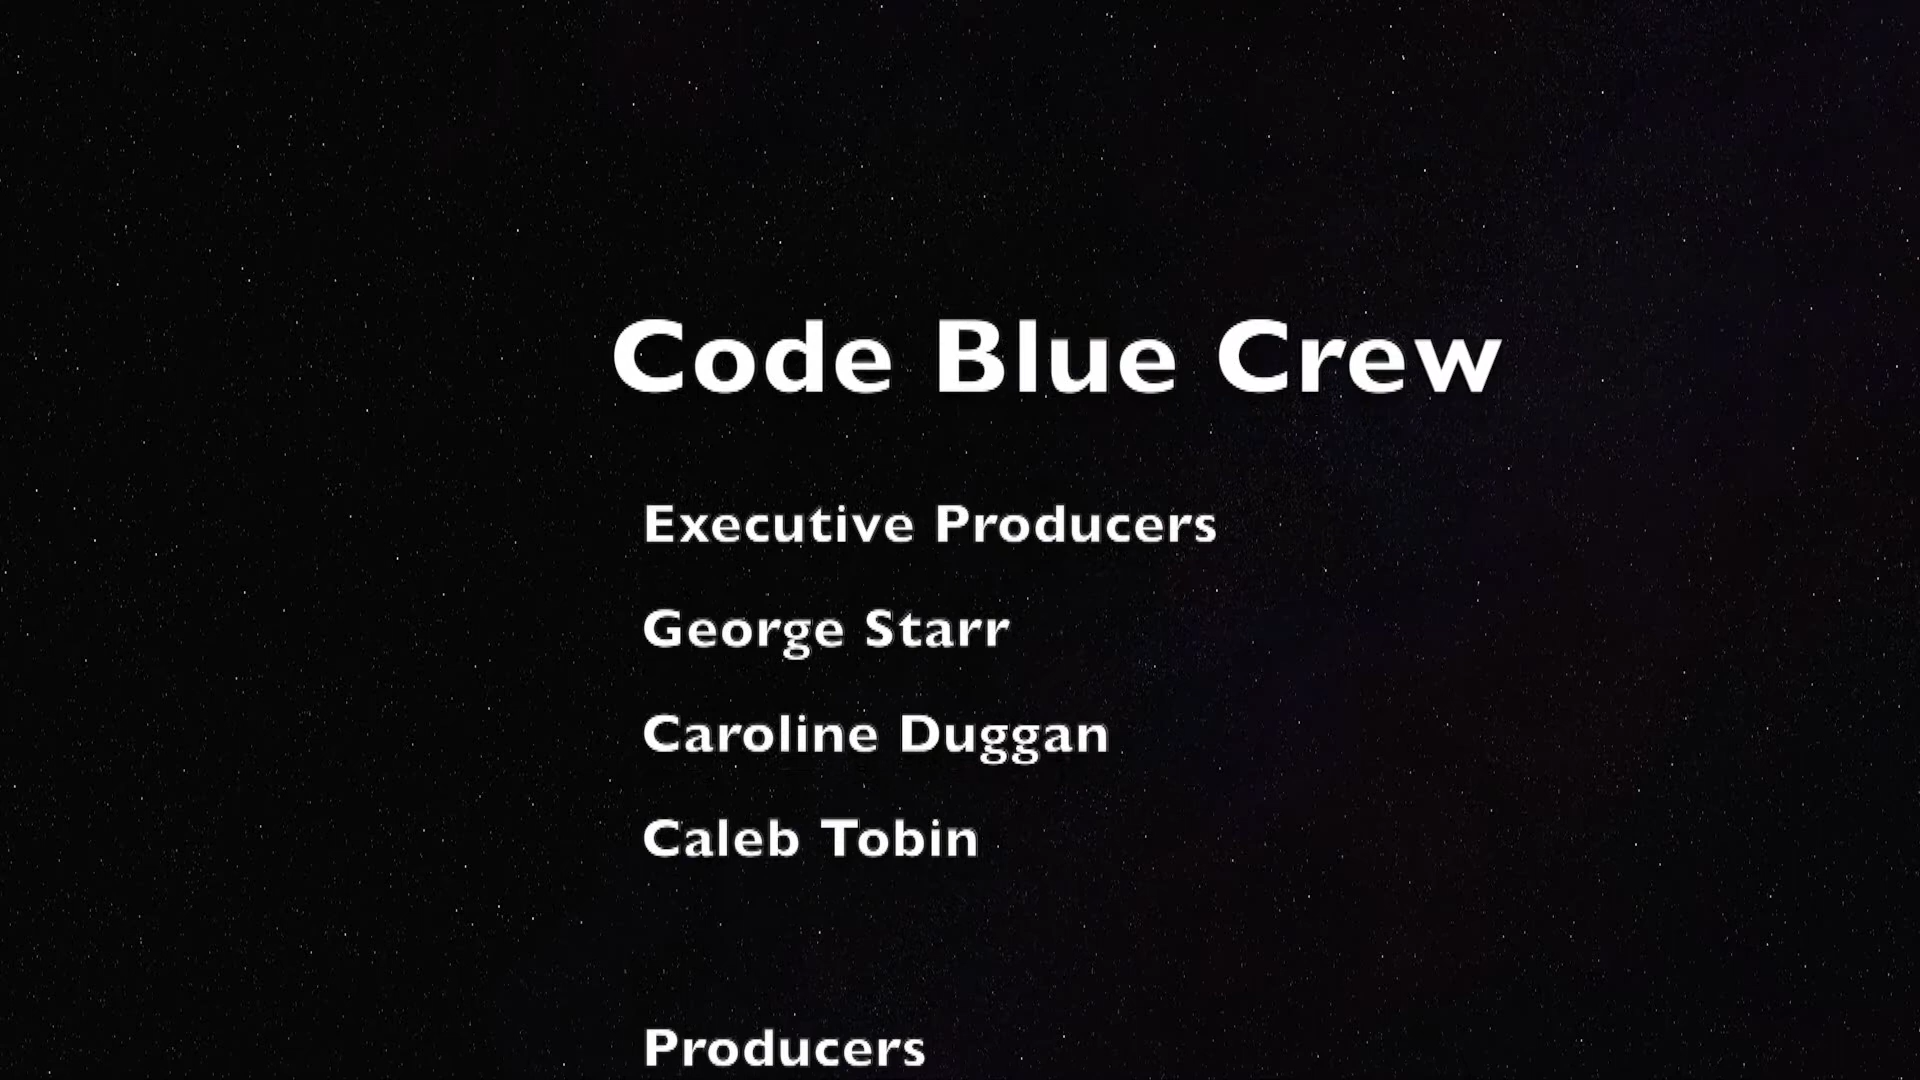 Code Blue Crew
Executive Producers
George Starr
Caroline Duggan
Caleb Tobin
Producers